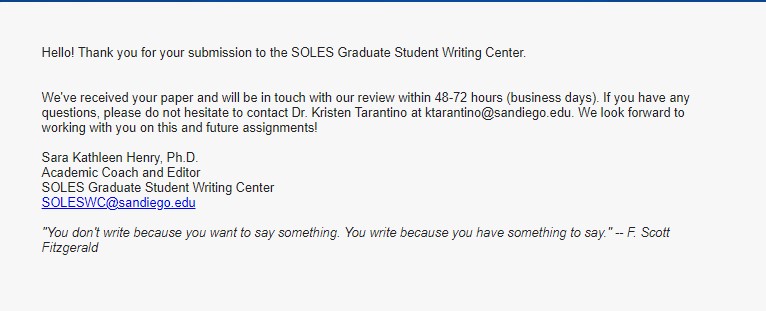 Hello! Thank you for your submission to the SOLES Graduate Student Writing Center.
We've received your paper and will be in touch with our review within 48-72 hours (business days). If you have any
questions, please do not hesitate to contact Dr. Kristen Tarantino at ktarantino@sandiego.edu. We look forward to
working with you on this and future assignments!
Sara Kathleen Henry, Ph.D.
Academic Coach and Editor
SOLES Graduate Student Writing Center
SOLESWC@sandiego.edu
"You don't write because you want to say something. You write because you have something to say." -- F. Scott
Fitzgerald